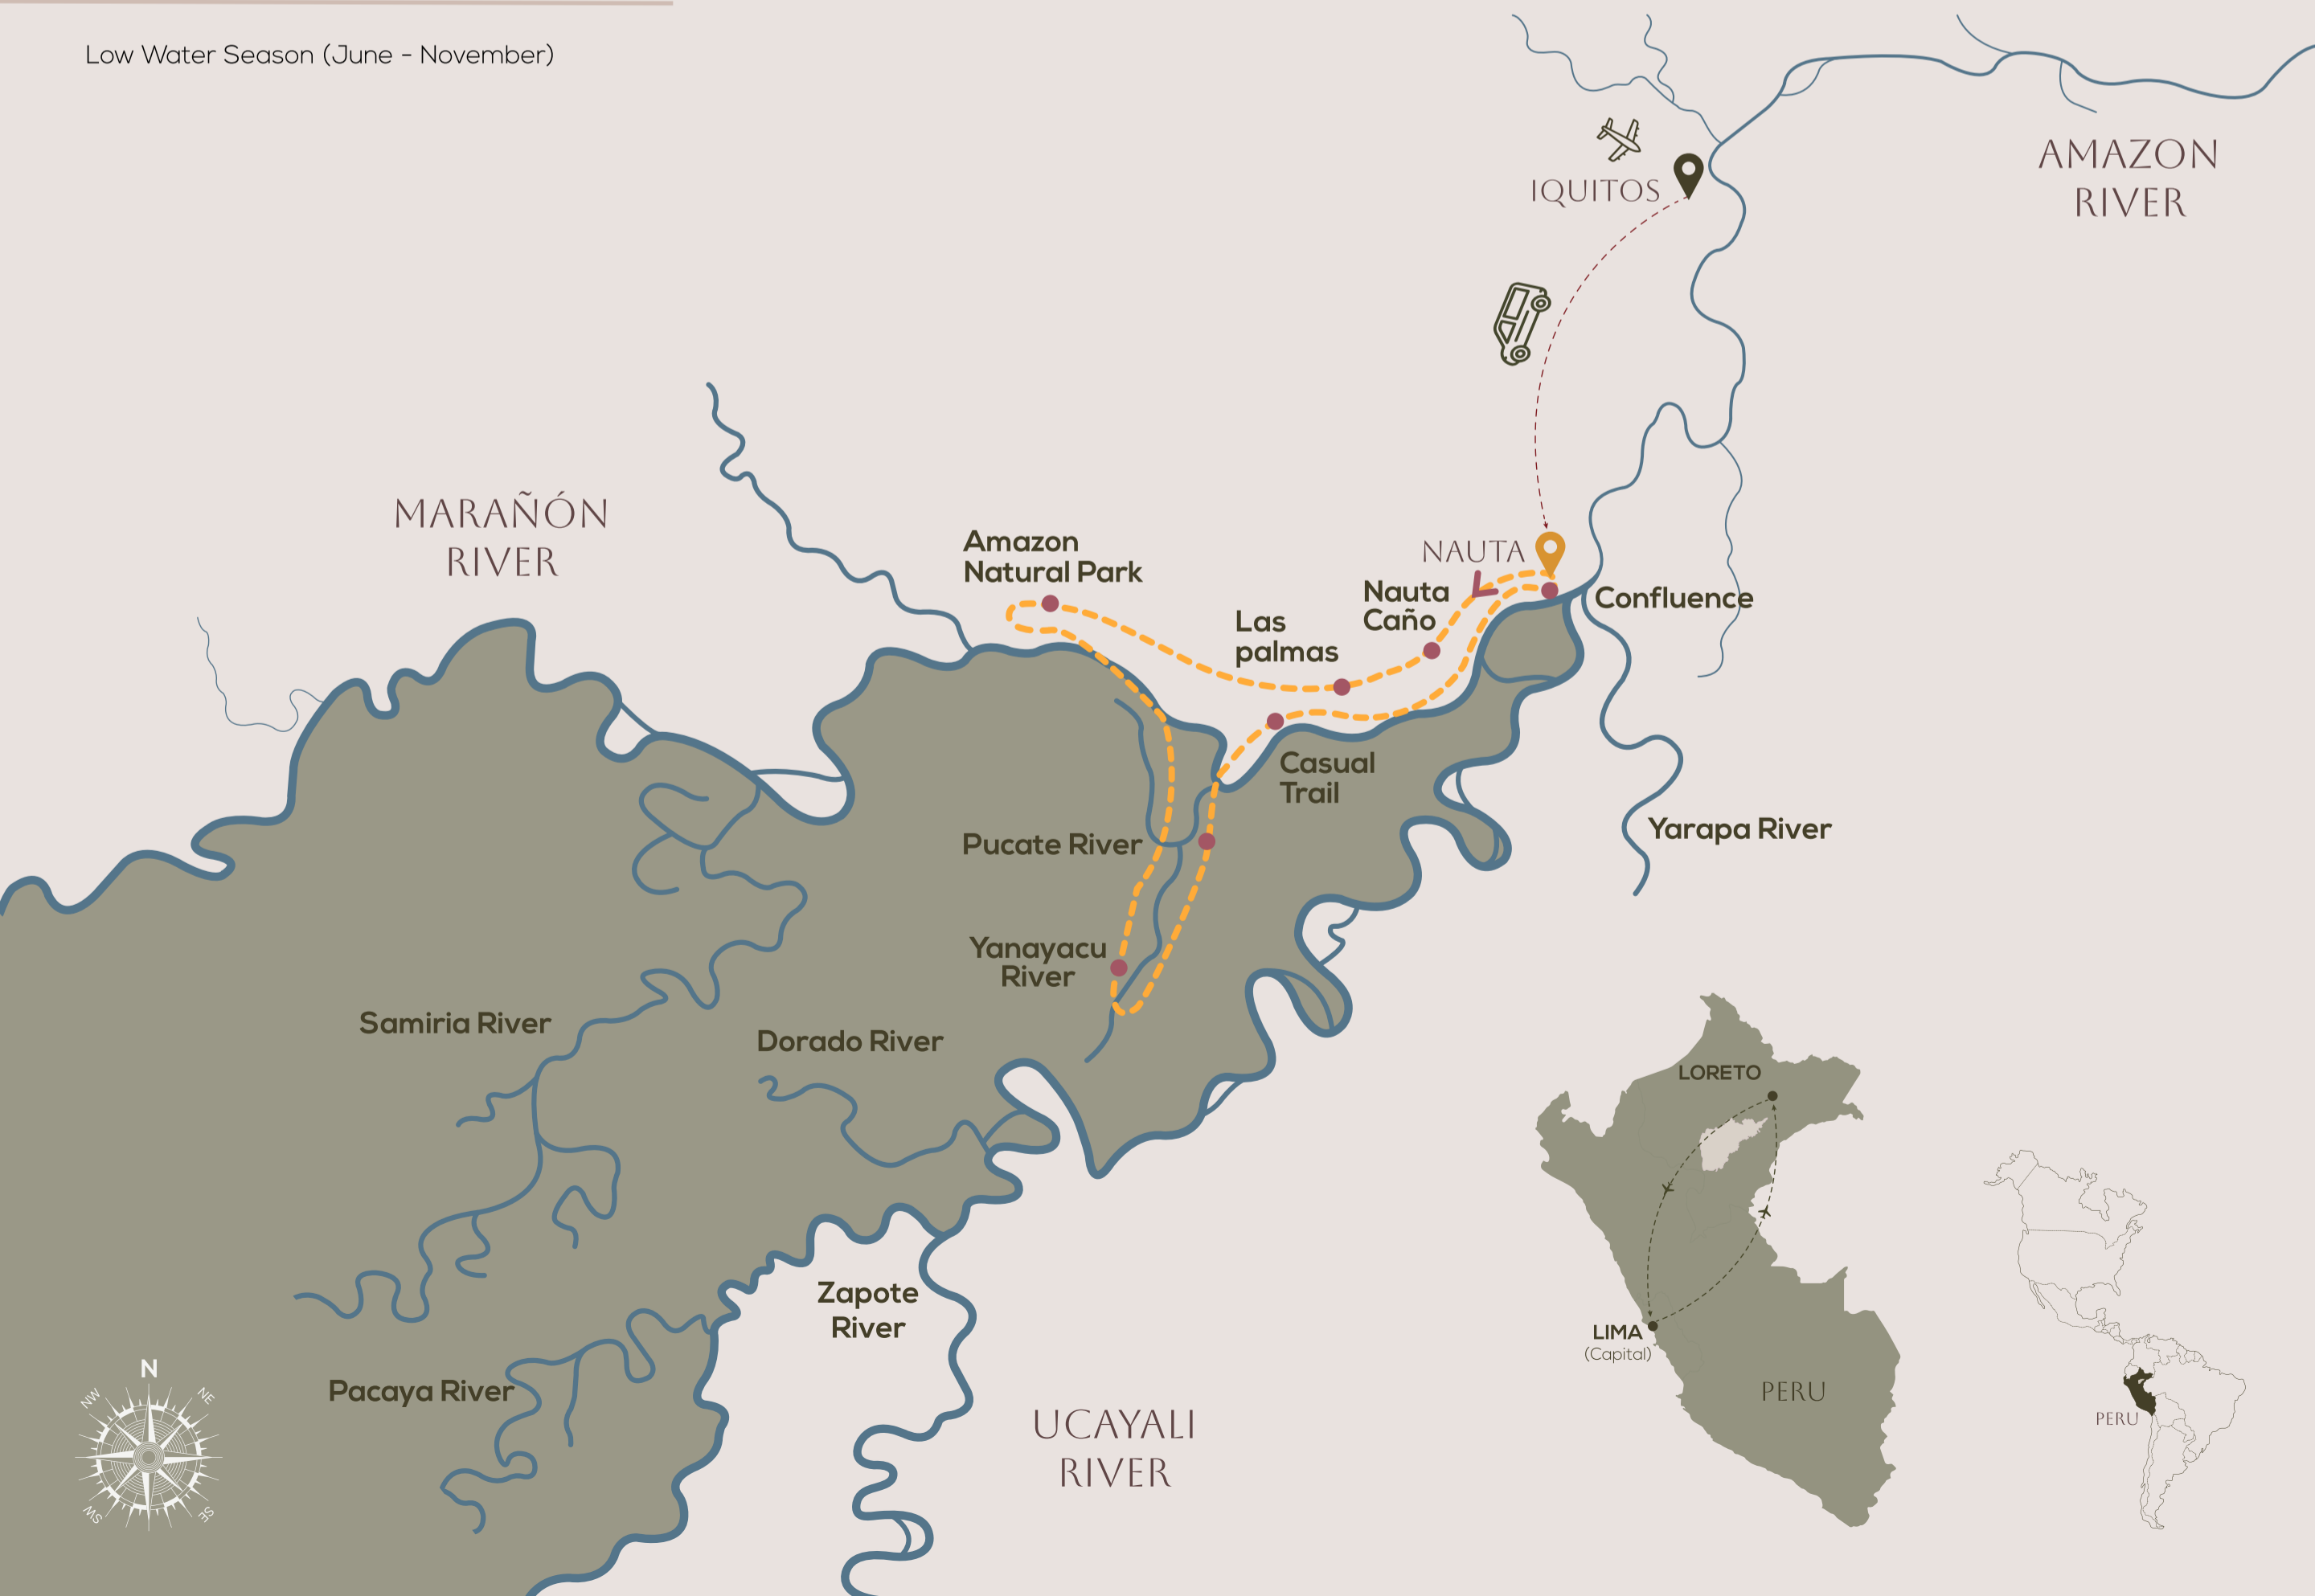 Low Water Season (June - November)
AMAZON
RIVER
IQUITOS
MARAÑÓN
RIVER
Amazon
Natural Park
NAUTA
Nauta
Caño
Confluence
Las
palmas
Casual
Trail
Pucate River
Yarapa River
Yanayacu
River
Samiria River
Dorado River
LORETO
Zapote
River
LIMA
(Capital)
PERU
Pacaya River
UCAYALI
RIVER
PERU
N
NW
NE
SW
SE